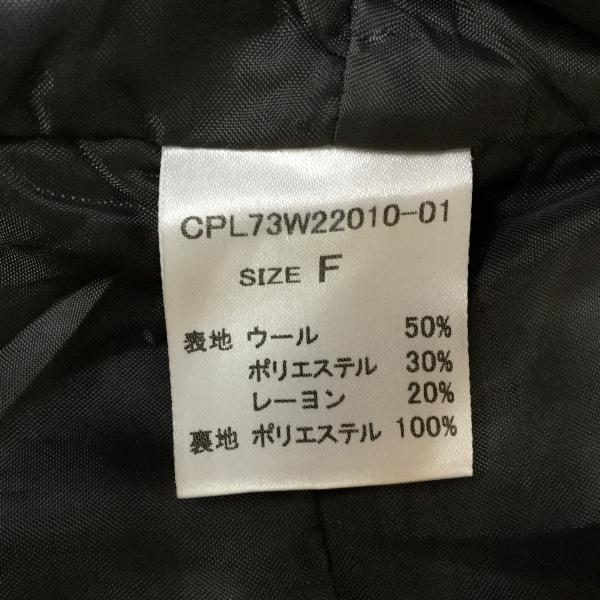 CPL73W22010-01
SIZE F
表地 ウール 50%
ポリエステル 30%
レーヨン 20%
裏地 ポリエステル 100%